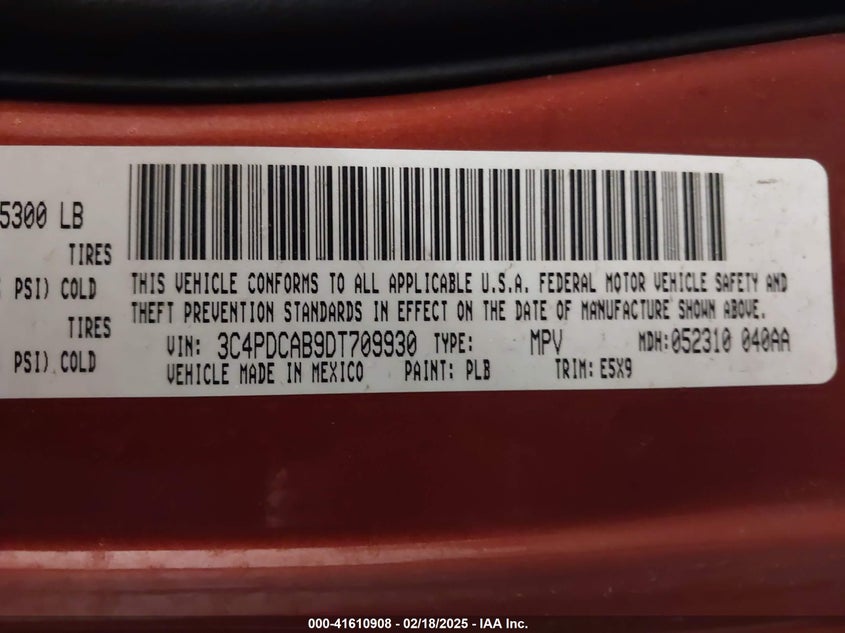 5300 LB
TIRES
PSI) COLD
TIRES
PSI) COLD
THIS VEHICLE CONFORMS TO ALL APPLICABLE U.S.A. FEDERAL MOTOR VEHICLE SAFETY AND
THEFT PREVENTION STANDARDS IN EFFECT ON THE DATE OF MANUFACTURE SHOWN ABOVE.
VIN: 3C4PDCAB9DT709930 TYPE: MPV MDH:052310 040AA
VEHICLE MADE IN MEXICO PAINT: PLB TRIM: E5X9
000-41610908 - 02/18/2025 - IAA Inc.